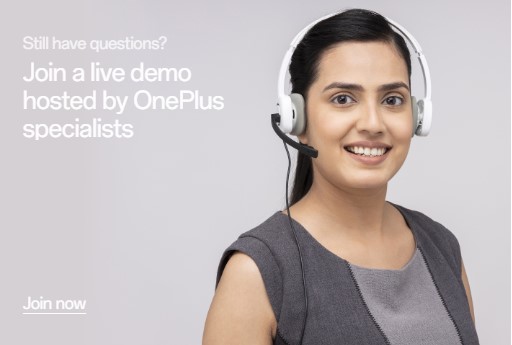 Still have questions?
Join a live demo
hosted by OnePlus
specialists
Join now